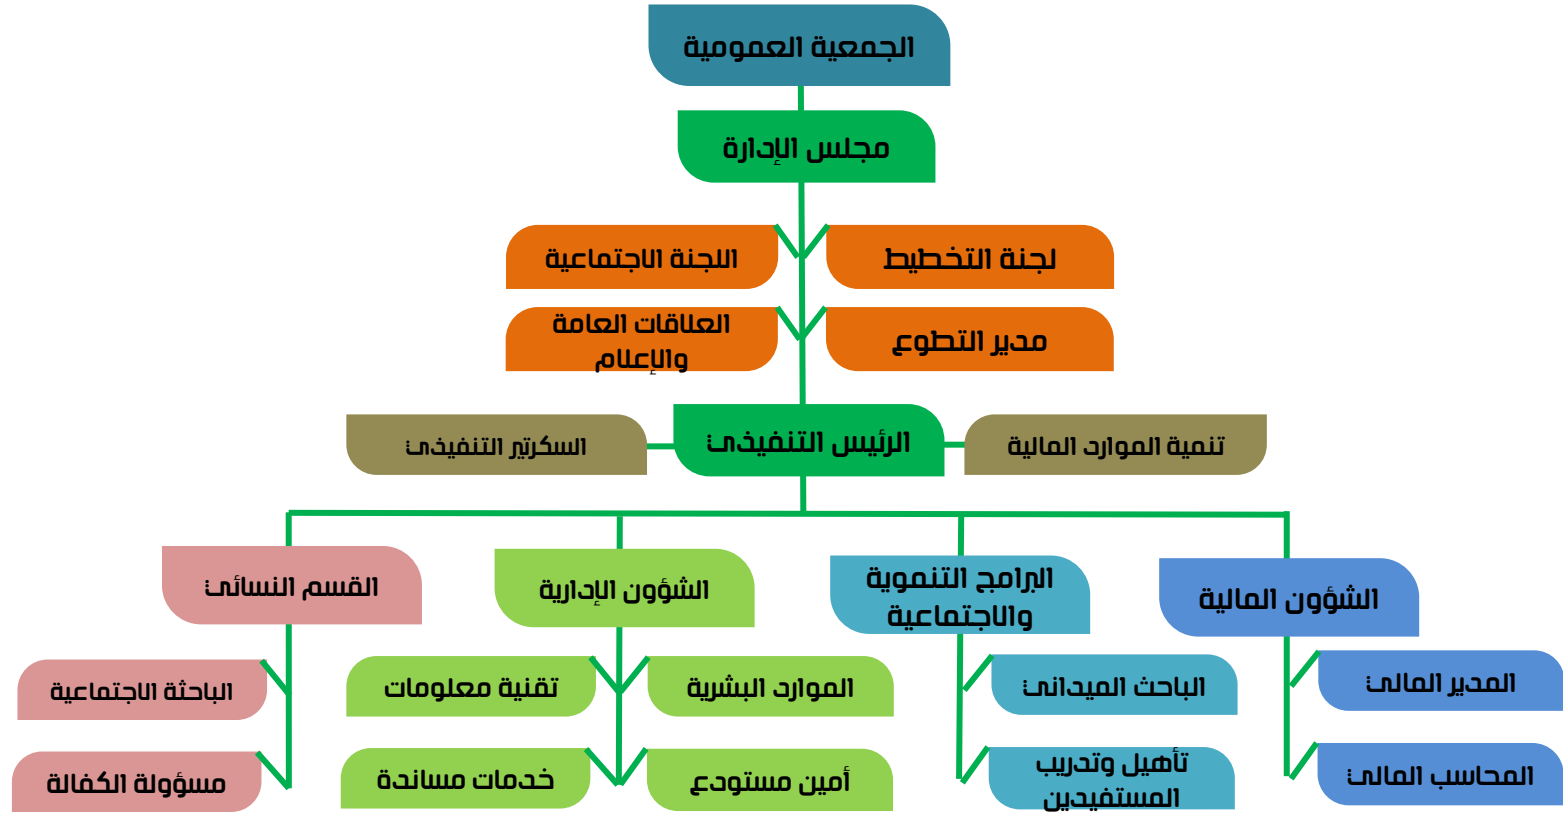 الجمعية العمومية
مجلس الإدارة
لجنة التخطيط
اللجنة الاجتماعية
مدير التطوع
العلاقات العامة
والإعلام
تنمية الموارد المالية
الرئيس التنفيذي
السكرتير التنفيذي
الشؤون المالية
البرامج التنموية
والاجتماعية
الشؤون الإدارية
القسم النسائي
المدير المالي
الباحث الميداني
الموارد البشرية
تقنية معلومات
الباحثة الاجتماعية
المحاسب المالي
تأهيل وتدريب
المستفيدين
أمين مستودع
خدمات مساندة
مسؤولة الكفالة